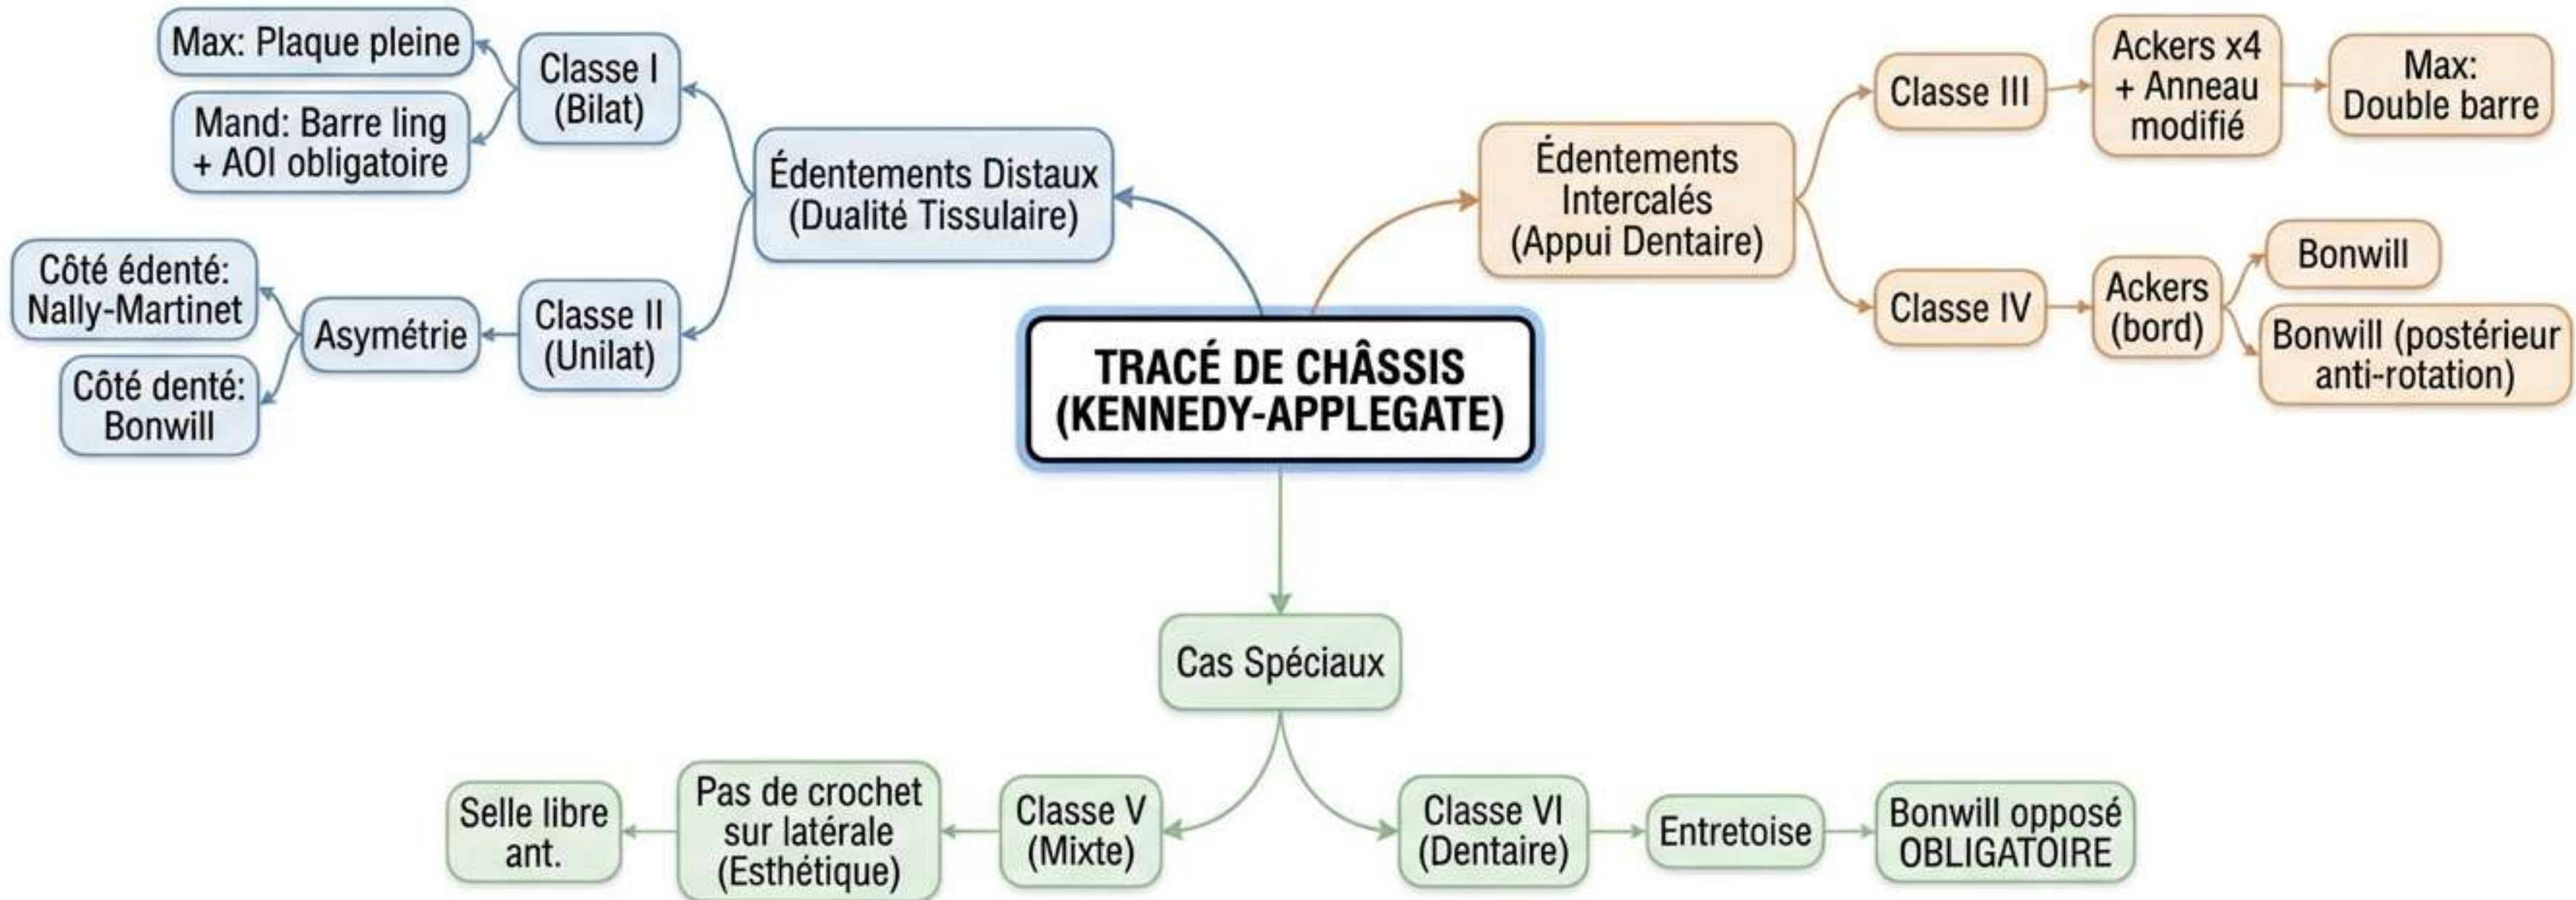 TRACÉ DE CHÂSSIS
(KENNEDY-APPLEGATE)
Édentements Distaux
(Dualité Tissulaire)
Classe I
(Bilat)
Max: Plaque pleine
Mand: Barre ling
+ AOI obligatoire
Classe II
(Unilat)
Asymétrie
Côté édenté:
Nally-Martinet
Côté denté:
Bonwill
Édentements
Intercalés
(Appui Dentaire)
Classe III
Ackers x4
+ Anneau
modifié
Max:
Double barre
Classe IV
Ackers
(bord)
Bonwill
Bonwill (postérieur
anti-rotation)
Cas Spéciaux
Classe V
(Mixte)
Pas de crochet
sur latérale
(Esthétique)
Selle libre
ant.
Classe VI
(Dentaire)
Entretoise
Bonwill opposé
OBLIGATOIRE